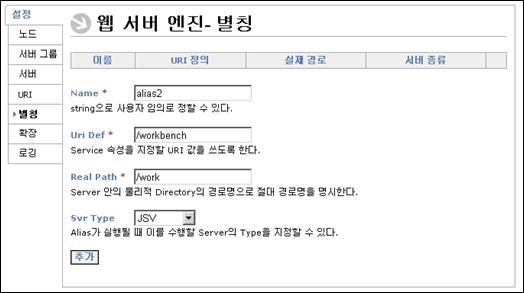 설정
노드
서버 그룹
서버
URI
별칭
확장
로깅
웹 서버 엔진- 별칭
이름 URI 정의 실제 경로 서버 종류
Name * alias2
string으로 사용자 임의로 정할 수 있다.
Uri Def * /workbench
Service 속성을 지정할 URI 값을 쓰도록 한다.
Real Path * /work
Server 안의 물리적 Directory의 경로명으로 절대 경로명을 명시한다.
Svr Type JSV
Alias가 실행될 때 이를 수행할 Server의 Type을 지정할 수 있다.
추가